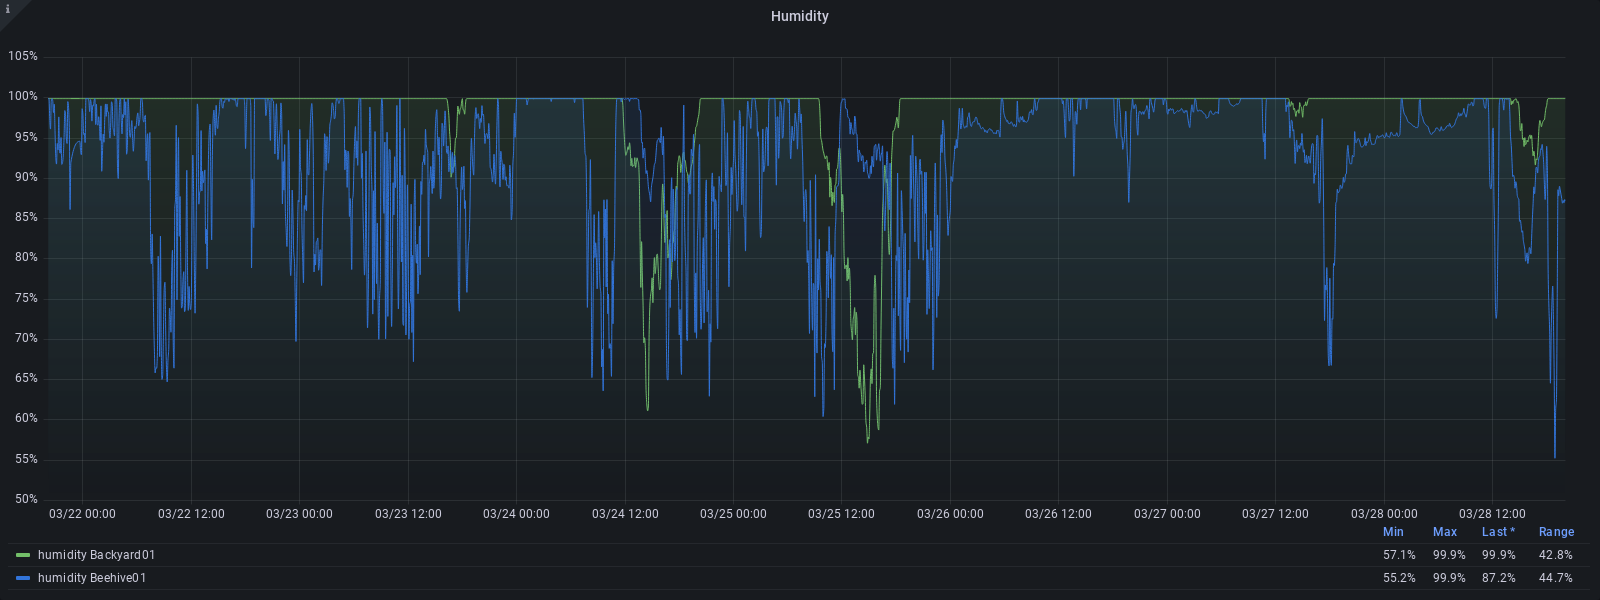 i
Humidity
105%
100%
95%
90%
85%
80%
75%
70%
65%
60%
55%
50%
03/22 00:00 03/22 12:00 03/23 00:00 03/23 12:00 03/24 00:00 03/24 12:00 03/25 00:00 03/25 12:00 03/26 00:00 03/26 12:00 03/27 00:00 03/27 12:00 03/28 00:00 03/28 12:00
Min Max Last * Range
humidity Backyard01 57.1% 99.9% 99.9% 42.8%
humidity Beehive01 55.2% 99.9% 87.2% 44.7%